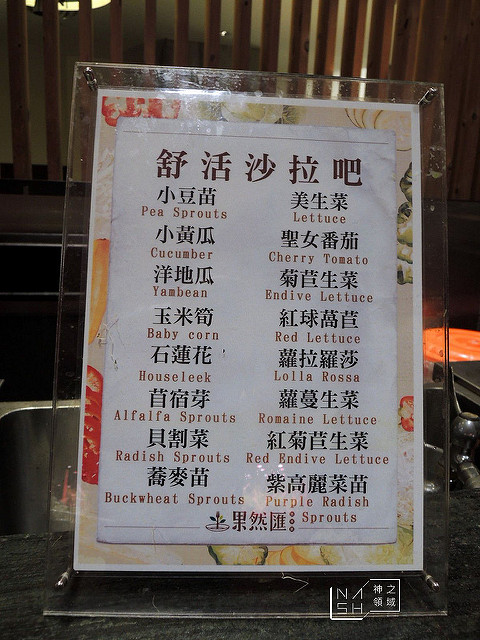 舒活沙拉吧
小豆苗
Pea Sprouts
小黃瓜
Cucumber
洋地瓜
Yambean
玉米筍
Baby corn
石蓮花
Houseleek
苜宿芽
Alfalfa Sprouts
貝割菜
Radish Sprouts
蕎麥苗
Buckwheat Sprouts
美生菜
Lettuce
聖女番茄
Cherry Tomato
菊苣生菜
Endive Lettuce
紅球萵苣
Red Lettuce
蘿拉羅莎
Lolla Rossa
蘿蔓生菜
Romaine Lettuce
紅菊苣生菜
Red Endive Lettuce
紫高麗菜苗
Purple Radish
Sprouts
果然匯
NASH 神之領域